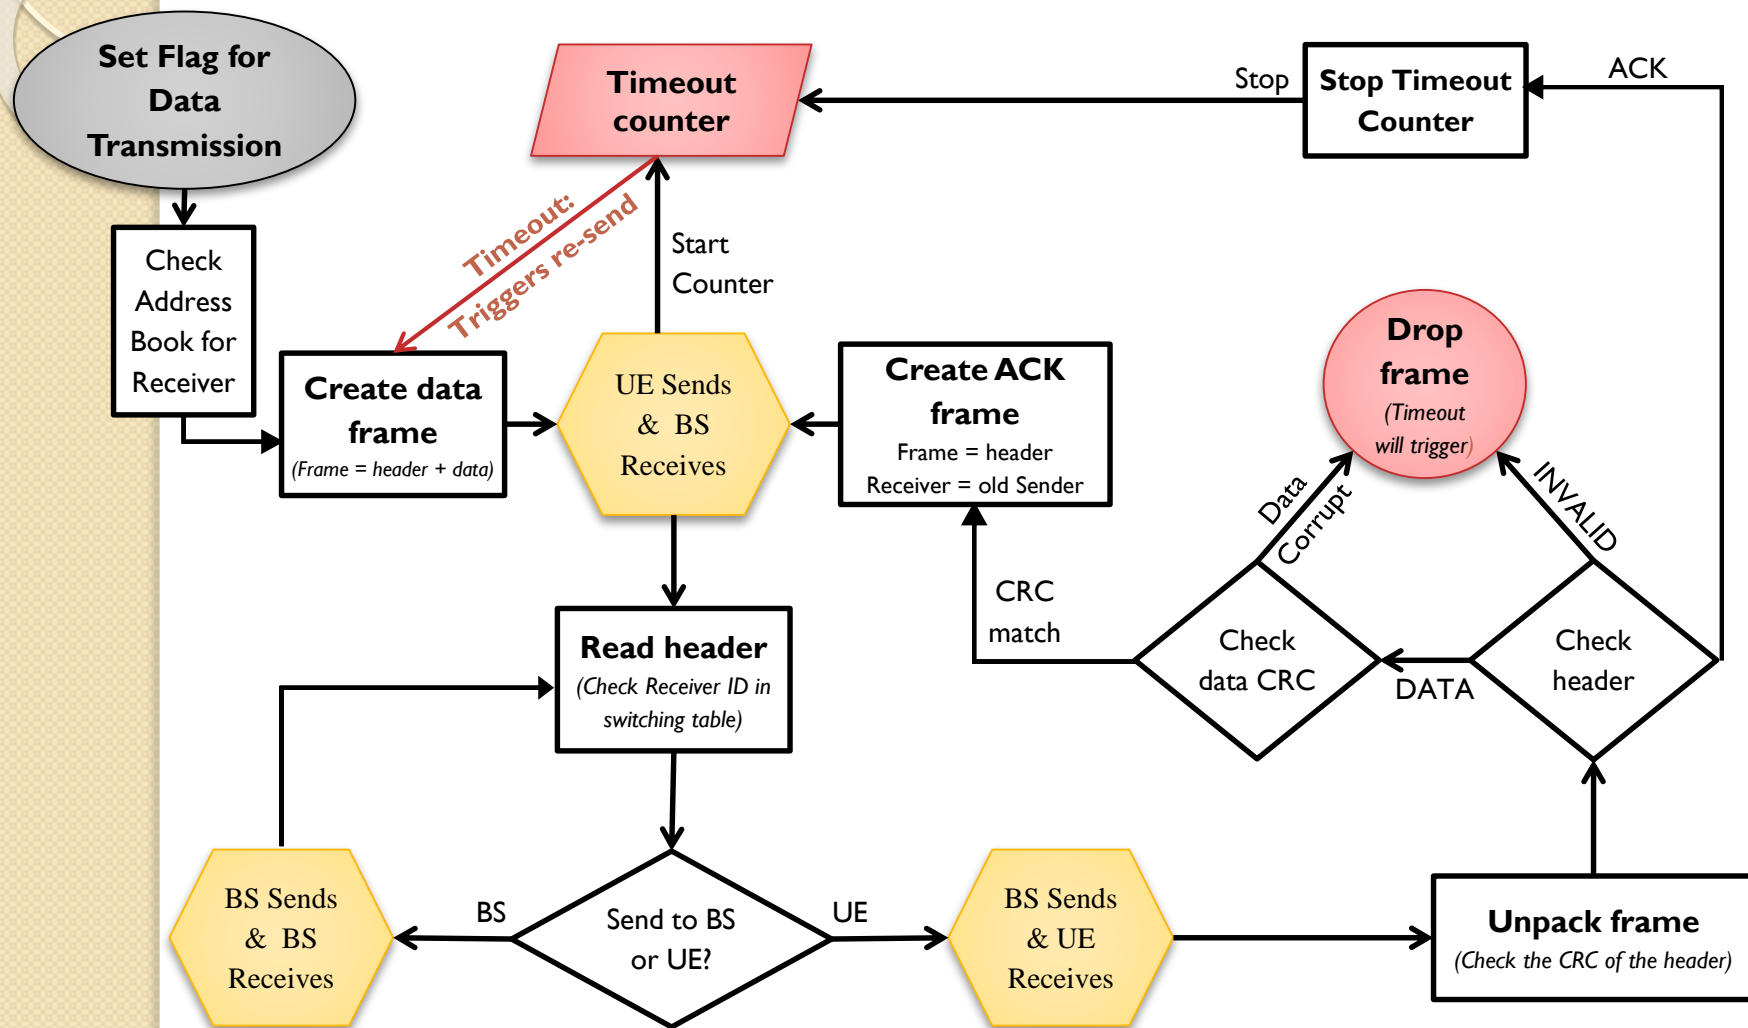 Set Flag for
Data
Transmission
Timeout
counter
Stop
Stop Timeout
Counter
ACK
Check
Address
Book for
Receiver
Timeout:
Triggers re-send
Start
Counter
Create data
frame
(Frame = header + data)
UE Sends
& BS
Receives
Create ACK
frame
Frame = header
Receiver = old Sender
Drop
frame
(Timeout
will trigger)
Data
Corrupt
INVALID
CRC
match
Read header
(Check Receiver ID in
switching table)
Check
data CRC
DATA
Check
header
BS Sends
& BS
Receives
BS
Send to BS
or UE?
UE
BS Sends
& UE
Receives
Unpack frame
(Check the CRC of the header)